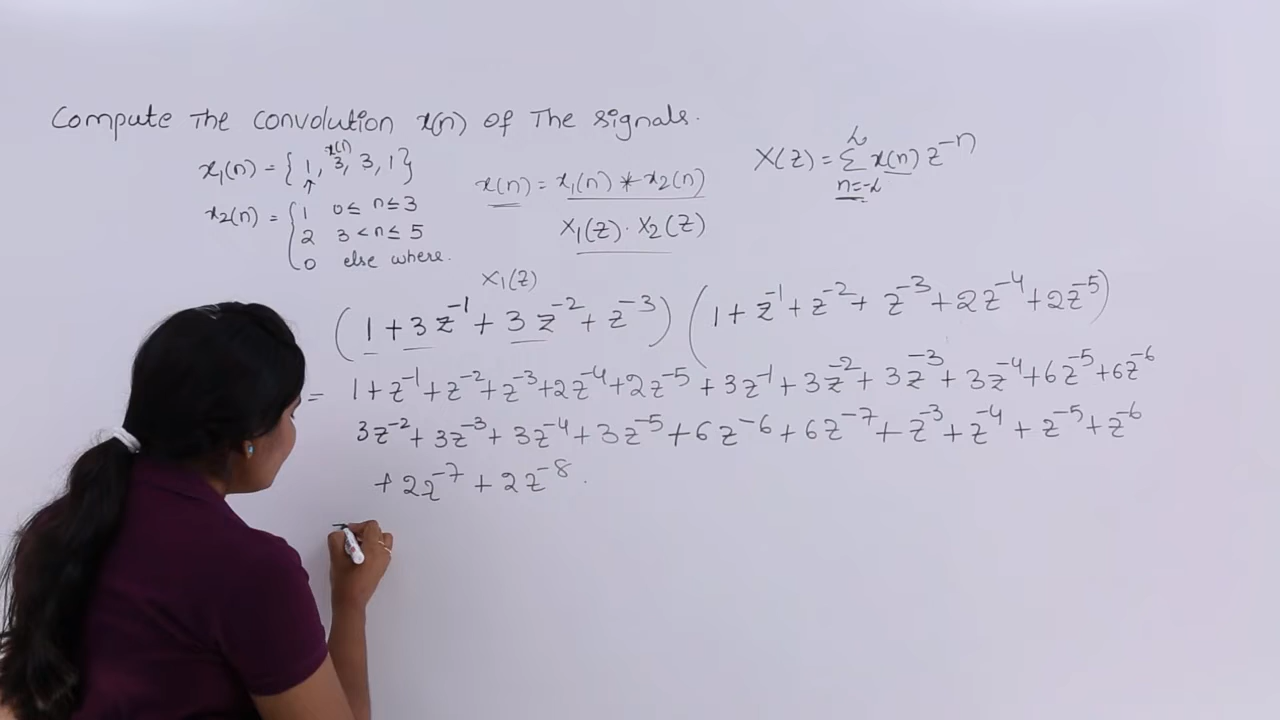 Compute The convolution x(n) of The signals.
x(n)
x₁(n) = { 1, 3, 3, 1 }
↑
x₂(n) = { 1 0 ≤ n ≤ 3
2 3 < n ≤ 5
0 else where.
x(n) = x₁(n) * x₂(n)
X₁(Z) · X₂(Z)
X(Z) = Σ x(n) z⁻ⁿ
n=-∞
X₁(Z)
(1 + 3z⁻¹ + 3z⁻² + z⁻³) (1 + z⁻¹ + z⁻² + z⁻³ + 2z⁻⁴ + 2z⁻⁵)
= 1 + z⁻¹ + z⁻² + z⁻³ + 2z⁻⁴ + 2z⁻⁵ + 3z⁻¹ + 3z⁻² + 3z⁻³ + 3z⁻⁴ + 6z⁻⁵ + 6z⁻⁶
3z⁻² + 3z⁻³ + 3z⁻⁴ + 3z⁻⁵ + 6z⁻⁶ + 6z⁻⁷ + z⁻³ + z⁻⁴ + z⁻⁵ + z⁻⁶
+ 2z⁻⁷ + 2z⁻⁸.